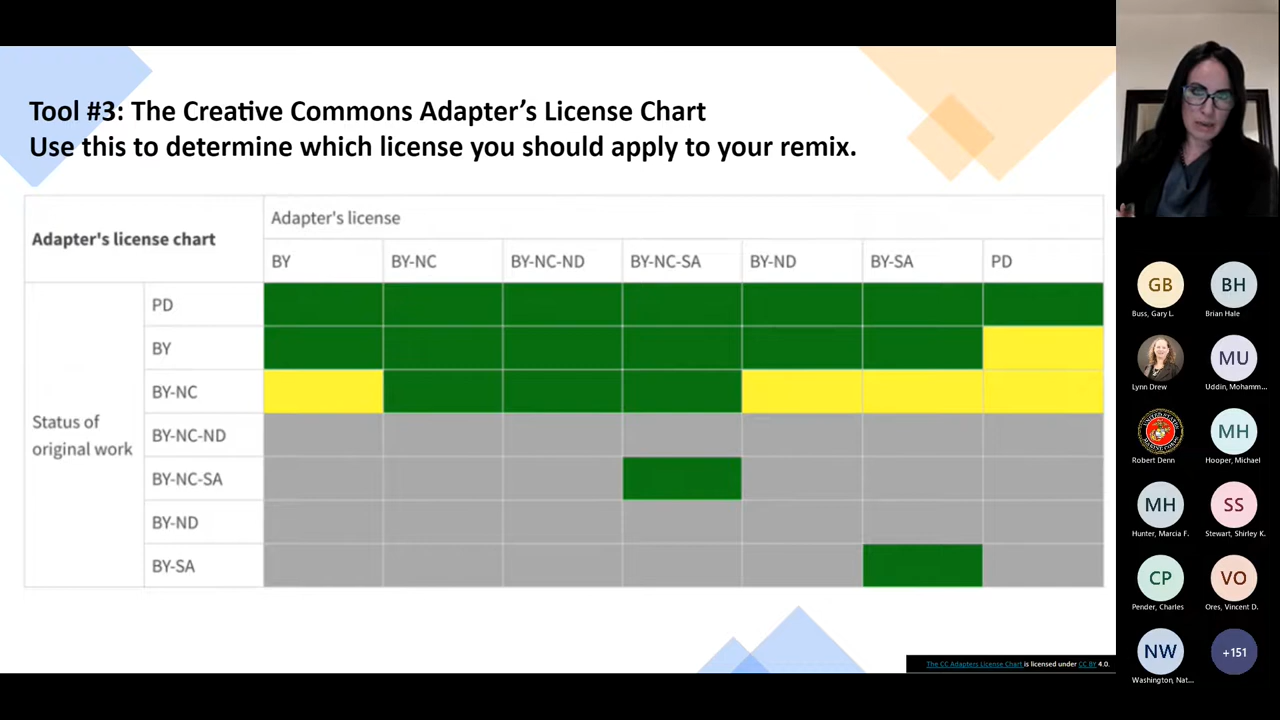 Tool #3: The Creative Commons Adapter’s License Chart
Use this to determine which license you should apply to your remix.
Adapter's license chart
Adapter's license
BY BY-NC BY-NC-ND BY-NC-SA BY-ND BY-SA PD
Status of original work
PD
BY
BY-NC
BY-NC-ND
BY-NC-SA
BY-ND
BY-SA
The CC Adapters License Chart is licensed under CC BY 4.0.
GB BH
Buss, Gary L. Brian Hale
MU
Lynn Drew Uddin, Mohamm...
UNITED STATES
MH
Robert Denn Hooper, Michael
MH SS
Hunter, Marcia F. Stewart, Shirley K.
CP VO
Pender, Charles Ores, Vincent D.
NW +151
Washington, Nat...